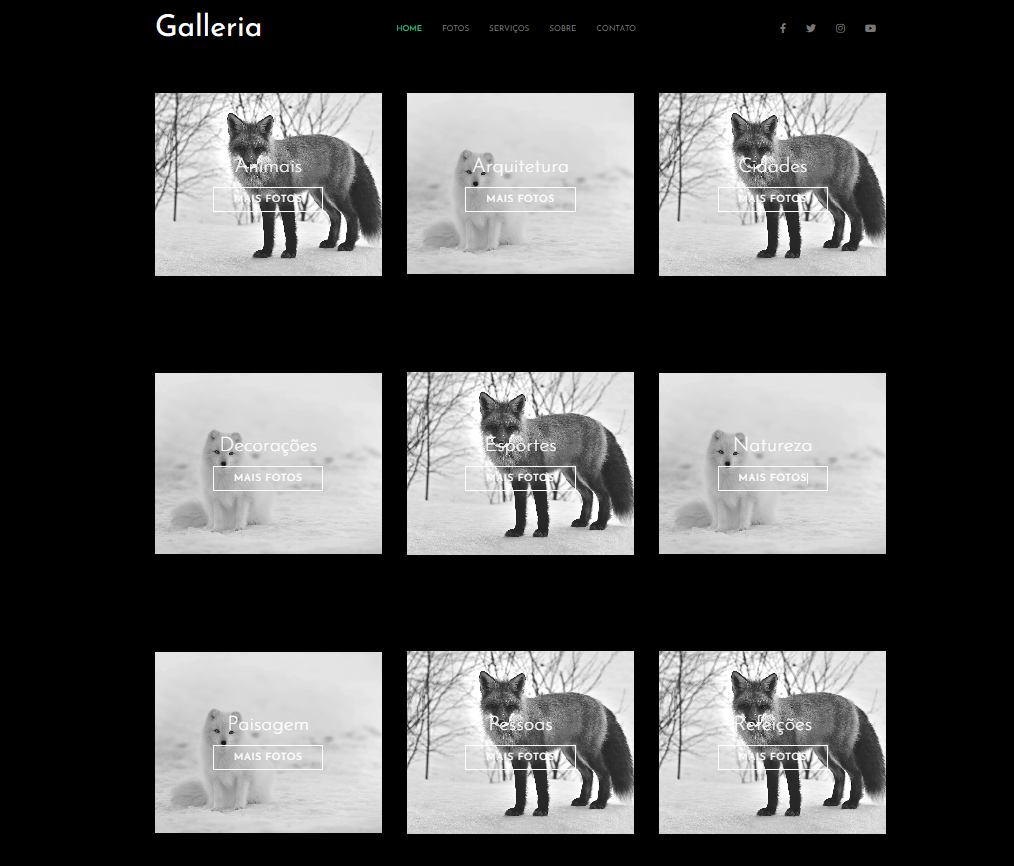 Galleria
HOME FOTOS SERVIÇOS SOBRE CONTATO
Animais
MAIS FOTOS
Arquitetura
MAIS FOTOS
Cidades
MAIS FOTOS
Decorações
MAIS FOTOS
Esportes
MAIS FOTOS
Natureza
MAIS FOTOS
Paisagem
MAIS FOTOS
Pessoas
MAIS FOTOS
Refeições
MAIS FOTOS